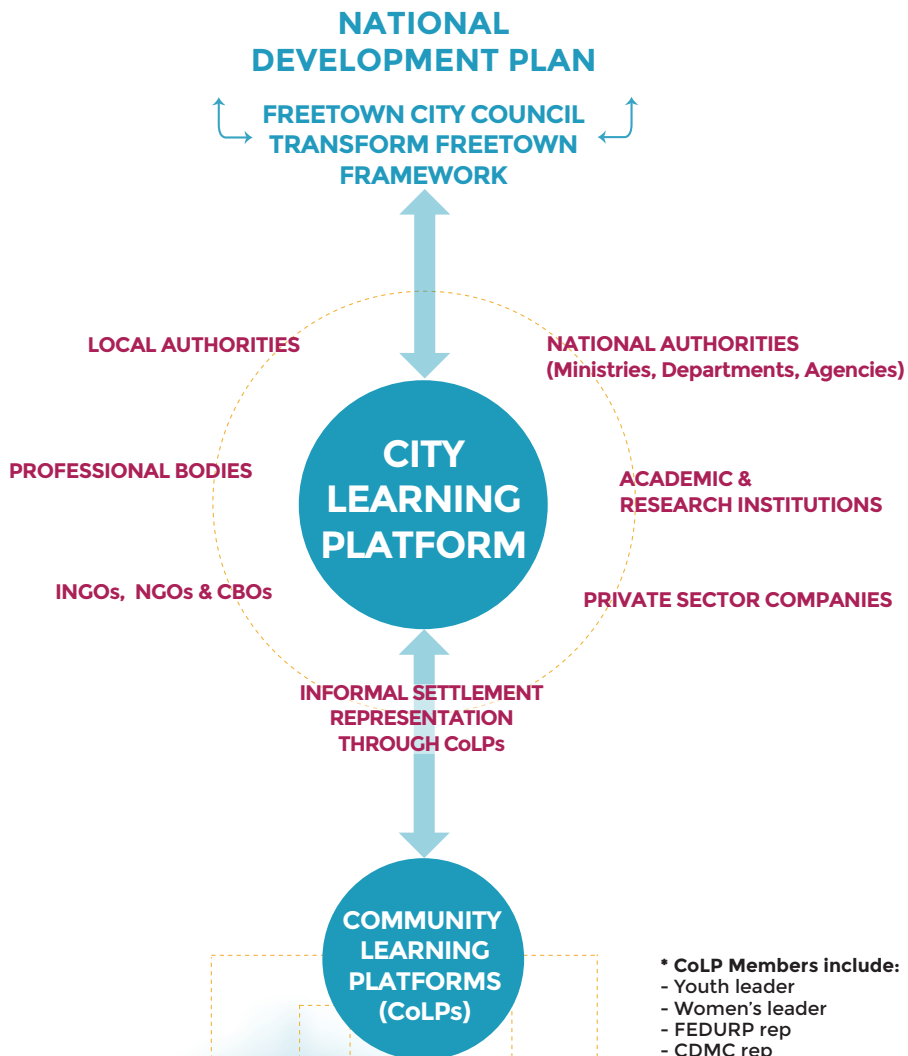 NATIONAL
DEVELOPMENT PLAN
FREETOWN CITY COUNCIL
TRANSFORM FREETOWN
FRAMEWORK
LOCAL AUTHORITIES
NATIONAL AUTHORITIES
(Ministries, Departments, Agencies)
CITY
LEARNING
PLATFORM
PROFESSIONAL BODIES
ACADEMIC &
RESEARCH INSTITUTIONS
INGOs, NGOs & CBOs
PRIVATE SECTOR COMPANIES
INFORMAL SETTLEMENT
REPRESENTATION
THROUGH CoLPs
COMMUNITY
LEARNING
PLATFORMS
(CoLPs)
* CoLP Members include:
- Youth leader
- Women's leader
- FEDURP rep
- CDMC rep